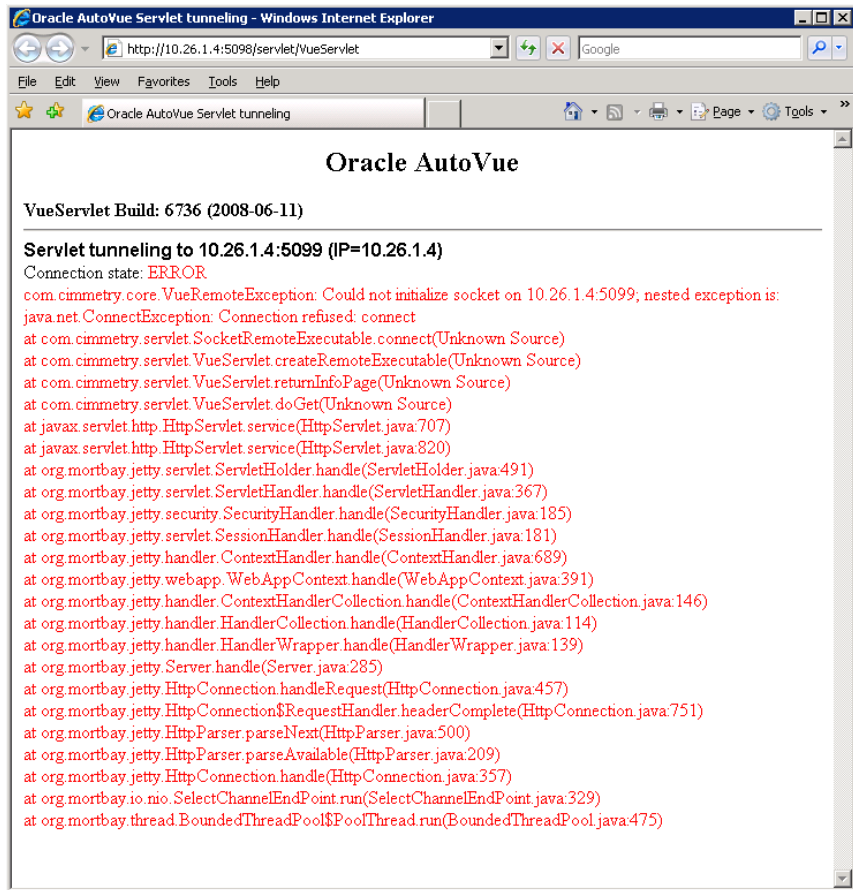 Oracle AutoVue Servlet tunneling - Windows Internet Explorer
http://10.26.1.4:5098/servlet/VueServlet
Google
File Edit View Favorites Tools Help
Oracle AutoVue Servlet tunneling
Page Tools »
Oracle AutoVue
VueServlet Build: 6736 (2008-06-11)
Servlet tunneling to 10.26.1.4:5099 (IP=10.26.1.4)
Connection state: ERROR
com.cimmetry.core.VueRemoteException: Could not initialize socket on 10.26.1.4:5099; nested exception is:
java.net.ConnectException: Connection refused: connect
at com.cimmetry.servlet.SocketRemoteExecutable.connect(Unknown Source)
at com.cimmetry.servlet.VueServlet.createRemoteExecutable(Unknown Source)
at com.cimmetry.servlet.VueServlet.returnInfoPage(Unknown Source)
at com.cimmetry.servlet.VueServlet.doGet(Unknown Source)
at javax.servlet.http.HttpServlet.service(HttpServlet.java:707)
at javax.servlet.http.HttpServlet.service(HttpServlet.java:820)
at org.mortbay.jetty.servlet.ServletHolder.handle(ServletHolder.java:491)
at org.mortbay.jetty.servlet.ServletHandler.handle(ServletHandler.java:367)
at org.mortbay.jetty.security.SecurityHandler.handle(SecurityHandler.java:185)
at org.mortbay.jetty.servlet.SessionHandler.handle(SessionHandler.java:181)
at org.mortbay.jetty.handler.ContextHandler.handle(ContextHandler.java:689)
at org.mortbay.jetty.webapp.WebAppContext.handle(WebAppContext.java:391)
at org.mortbay.jetty.handler.ContextHandlerCollection.handle(ContextHandlerCollection.java:146)
at org.mortbay.jetty.handler.HandlerCollection.handle(HandlerCollection.java:114)
at org.mortbay.jetty.handler.HandlerWrapper.handle(HandlerWrapper.java:139)
at org.mortbay.jetty.Server.handle(Server.java:285)
at org.mortbay.jetty.HttpConnection.handleRequest(HttpConnection.java:457)
at org.mortbay.jetty.HttpConnection$RequestHandler.headerComplete(HttpConnection.java:751)
at org.mortbay.jetty.HttpParser.parseNext(HttpParser.java:500)
at org.mortbay.jetty.HttpParser.parseAvailable(HttpParser.java:209)
at org.mortbay.jetty.HttpConnection.handle(HttpConnection.java:357)
at org.mortbay.io.nio.SelectChannelEndPoint.run(SelectChannelEndPoint.java:329)
at org.mortbay.thread.BoundedThreadPool$PoolThread.run(BoundedThreadPool.java:475)